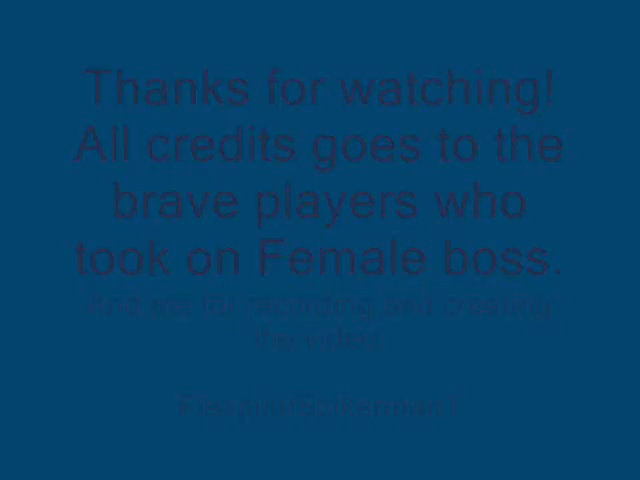 Thanks for watching!
All credits goes to the
brave players who
took on Female boss.
And me for recording and creating
the video.